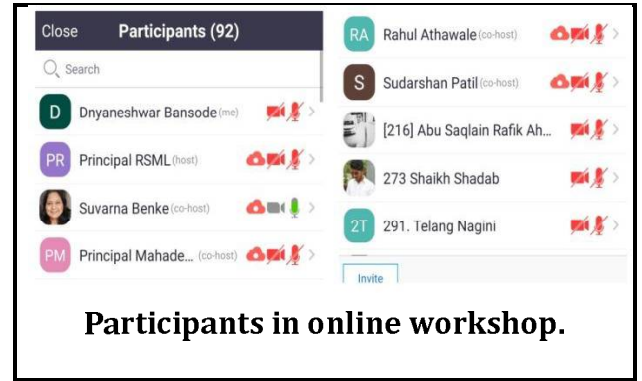 Close Participants (92)
Search
D Dnyaneshwar Bansode (me)
PR Principal RSML (host)
Suvarna Benke (co-host)
PM Principal Mahade... (co-host)
RA Rahul Athawale (co-host)
S Sudarshan Patil (co-host)
[216] Abu Saqlain Rafik Ah...
273 Shaikh Shadab
2T 291. Telang Nagini
Invite
Participants in online workshop.